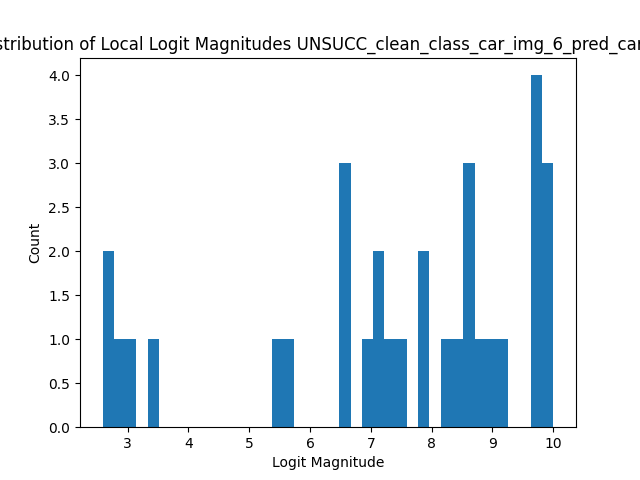 stribution of Local Logit Magnitudes UNSUCC_clean_class_car_img_6_pred_car
4.0
3.5
3.0
2.5
2.0
1.5
1.0
0.5
0.0
Count
3 4 5 6 7 8 9 10
Logit Magnitude